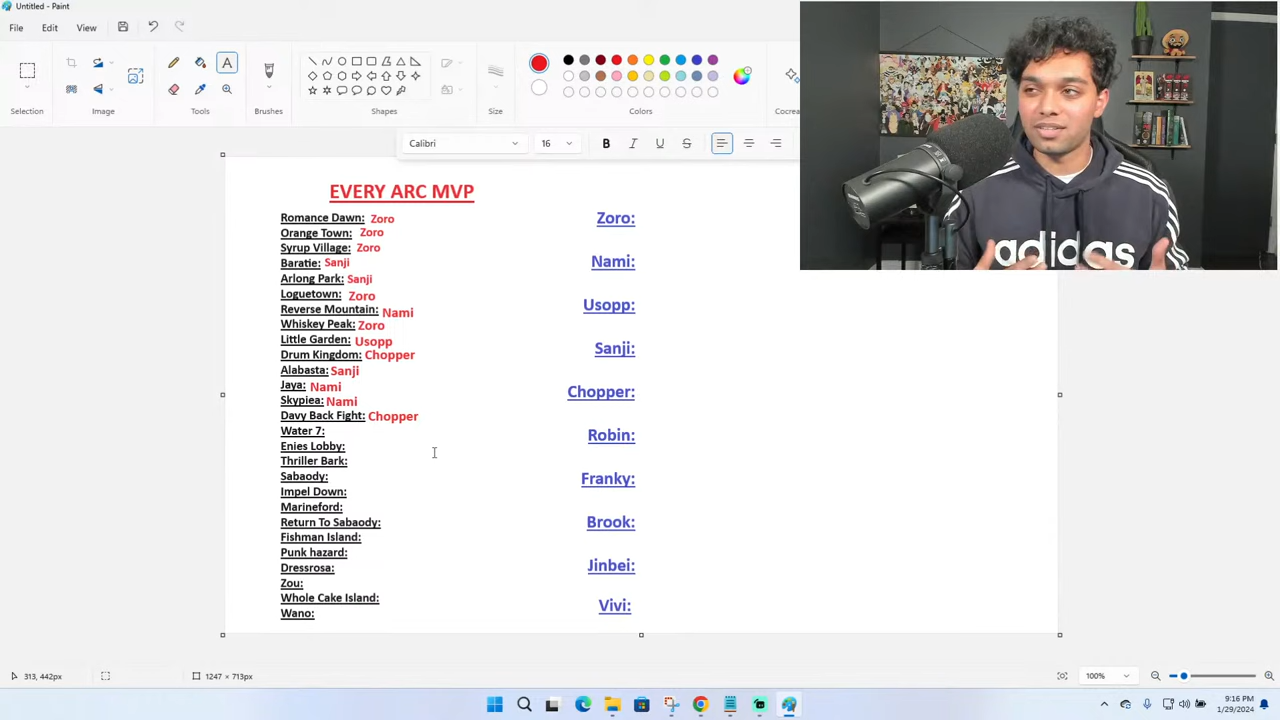 Untitled - Paint
File Edit View
Selection
Image
Tools
Brushes
Shapes
Colors
Cocrea
Calibri 16 B I U S
EVERY ARC MVP
Romance Dawn: Zoro
Orange Town: Zoro
Syrup Village: Zoro
Baratie: Sanji
Arlong Park: Sanji
Loguetown: Zoro
Reverse Mountain: Nami
Whiskey Peak: Zoro
Little Garden: Usopp
Drum Kingdom: Chopper
Alabasta: Sanji
Jaya: Nami
Skypiea: Nami
Davy Back Fight: Chopper
Water 7:
Enies Lobby:
Thriller Bark:
Sabaody:
Impel Down:
Marineford:
Return To Sabaody:
Fishman Island:
Punk hazard:
Dressrosa:
Zou:
Whole Cake Island:
Wano:
Zoro:
Nami:
Usopp:
Sanji:
Chopper:
Robin:
Franky:
Brook:
Jinbei:
Vivi:
adidas
313, 442px
1247 × 713px
100%
9:16 PM
1/29/2024